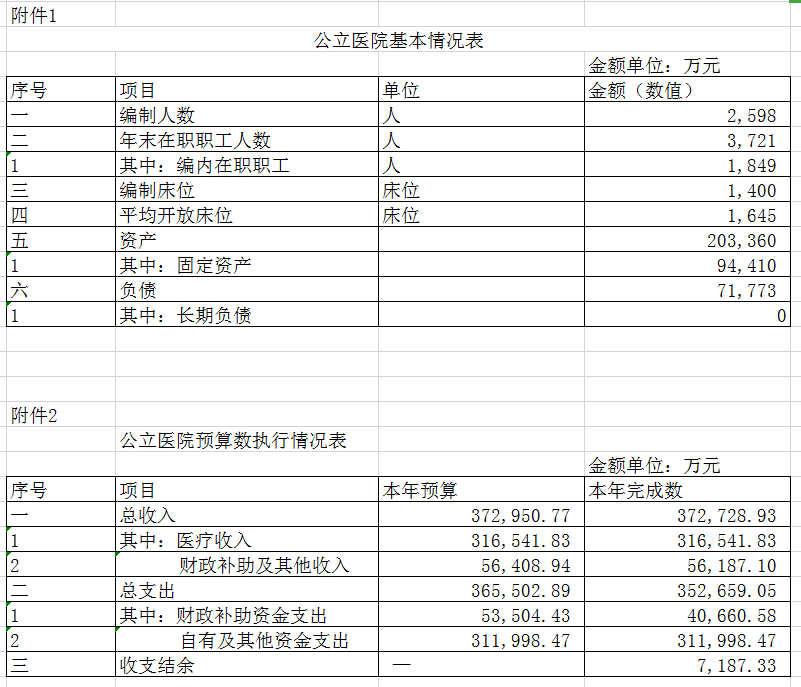 附件1
公立医院基本情况表
金额单位：万元
序号 项目 单位 金额（数值）
一 编制人数 人 2,598
二 年末在职职工人数 人 3,721
1 其中：编内在职职工 人 1,849
三 编制床位 床位 1,400
四 平均开放床位 床位 1,645
五 资产 203,360
1 其中：固定资产 94,410
六 负债 71,773
1 其中：长期负债 0
附件2
公立医院预算数执行情况表
金额单位：万元
序号 项目 本年预算 本年完成数
一 总收入 372,950.77 372,728.93
1 其中：医疗收入 316,541.83 316,541.83
2 财政补助及其他收入 56,408.94 56,187.10
二 总支出 365,502.89 352,659.05
1 其中：财政补助资金支出 53,504.43 40,660.58
2 自有及其他资金支出 311,998.47 311,998.47
三 收支结余 — 7,187.33